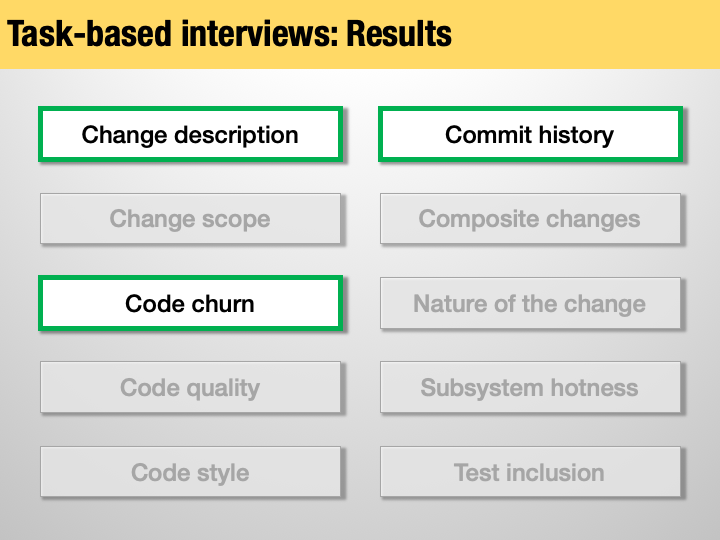 Task-based interviews: Results
Change description
Commit history
Change scope
Composite changes
Code churn
Nature of the change
Code quality
Subsystem hotness
Code style
Test inclusion